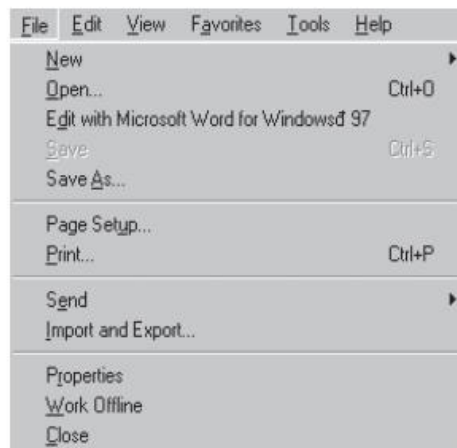 File Edit View Favorites Tools Help
New
Open... Ctrl+O
Edit with Microsoft Word for Windowsđ 97
Save Ctrl+S
Save As...
Page Setup...
Print... Ctrl+P
Send
Import and Export...
Properties
Work Offline
Close